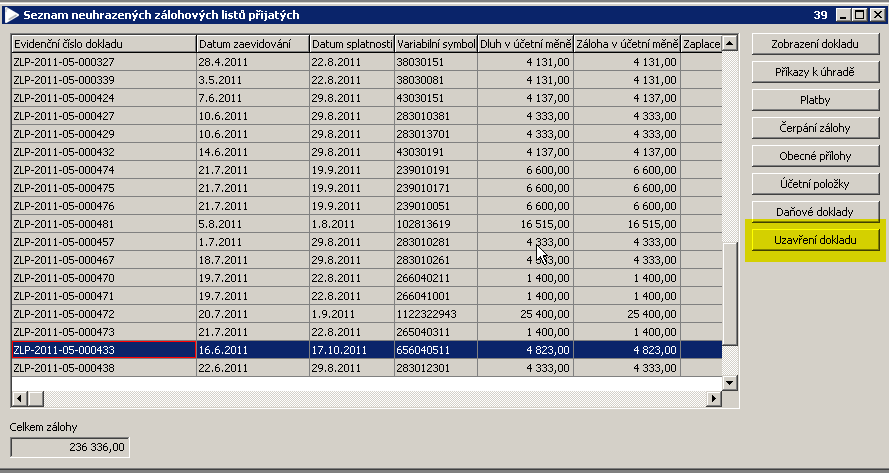 Seznam neuhrazených zálohových listů přijatých 39
Evidenční číslo dokladu Datum zaevidování Datum splatnosti Variabilní symbol Dluh v účetní měně Záloha v účetní měně Zaplace
ZLP-2011-05-000327 28.4.2011 22.8.2011 38030151 4 131,00 4 131,00
ZLP-2011-05-000339 3.5.2011 22.8.2011 38030081 4 131,00 4 131,00
ZLP-2011-05-000424 7.6.2011 29.8.2011 43030151 4 137,00 4 137,00
ZLP-2011-05-000427 10.6.2011 29.8.2011 283010381 4 333,00 4 333,00
ZLP-2011-05-000429 10.6.2011 29.8.2011 283013701 4 333,00 4 333,00
ZLP-2011-05-000432 14.6.2011 29.8.2011 43030191 4 137,00 4 137,00
ZLP-2011-05-000474 21.7.2011 19.9.2011 239010191 6 600,00 6 600,00
ZLP-2011-05-000475 21.7.2011 19.9.2011 239010171 6 600,00 6 600,00
ZLP-2011-05-000476 21.7.2011 19.9.2011 239010051 6 600,00 6 600,00
ZLP-2011-05-000481 5.8.2011 1.8.2011 102813619 16 515,00 16 515,00
ZLP-2011-05-000457 1.7.2011 29.8.2011 283010281 4 333,00 4 333,00
ZLP-2011-05-000467 18.7.2011 29.8.2011 283010261 4 333,00 4 333,00
ZLP-2011-05-000470 19.7.2011 22.8.2011 266040211 1 400,00 1 400,00
ZLP-2011-05-000471 19.7.2011 22.8.2011 266041001 1 400,00 1 400,00
ZLP-2011-05-000472 20.7.2011 1.9.2011 1122322943 25 400,00 25 400,00
ZLP-2011-05-000473 21.7.2011 22.8.2011 265040311 1 400,00 1 400,00
ZLP-2011-05-000433 16.6.2011 17.10.2011 656040511 4 823,00 4 823,00
ZLP-2011-05-000438 22.6.2011 29.8.2011 283012301 4 333,00 4 333,00
Celkem zálohy
236 336,00
Zobrazení dokladu
Příkazy k úhradě
Platby
Čerpání zálohy
Obecné přílohy
Účetní položky
Daňové doklady
Uzavření dokladu